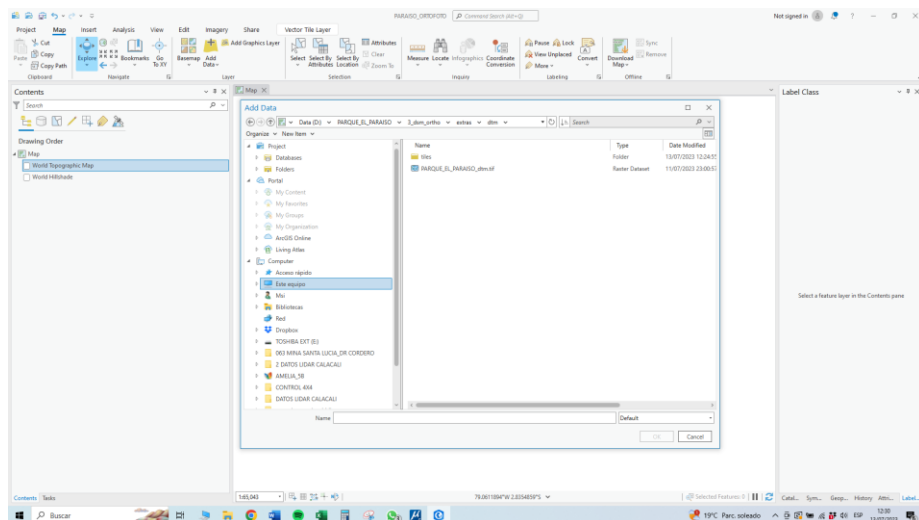 PARAISO_ORTOFOTO
Command Search (Alt+Q)
Not signed in
Project Map Insert Analysis View Edit Imagery Share Vector Tile Layer
Cut
Copy
Copy Path
Paste
Explore
Bookmarks
Go To XY
Basemap
Add Data
Add Graphics Layer
Select
Select By Attributes
Select By Location
Attributes
Clear
Zoom To
Measure
Locate
Infographics
Coordinate Conversion
Pause
Lock
View Unplaced
More
Convert
Download Map
Sync
Remove
Clipboard Navigate Layer Selection Inquiry Labeling Offline
Contents
Search
Drawing Order
Map
World Topographic Map
World Hillshade
Map
Label Class
Select a feature layer in the Contents pane
Add Data
Data (D:) PARQUE_EL_PARAISO 3_dsm_ortho extras dtm
Search
Organize New Item
Name Type Date Modified
tiles Folder 13/07/2023 12:24:55
PARQUE_EL_PARAISO_dtm.tif Raster Dataset 11/07/2023 23:00:5
Project
Databases
Folders
Portal
My Content
My Favorites
My Groups
My Organization
ArcGIS Online
Living Atlas
Computer
Acceso rápido
Este equipo
Msi
Bibliotecas
Red
Dropbox
TOSHIBA EXT (E:)
063 MINA SANTA LUCIA_DR CORDERO
2 DATOS LIDAR CALACALI
AMELIA_SB
CONTROL 4X4
DATOS LIDAR CALACALI
Name
Default
OK
Cancel
Contents Tasks
1:65,043
79.0611894°W 2.8354859°S
Selected Features: 0
Catal... Sym... Geop... History Attri... Label...
Buscar
19°C Parc. soleado
ESP
12:30